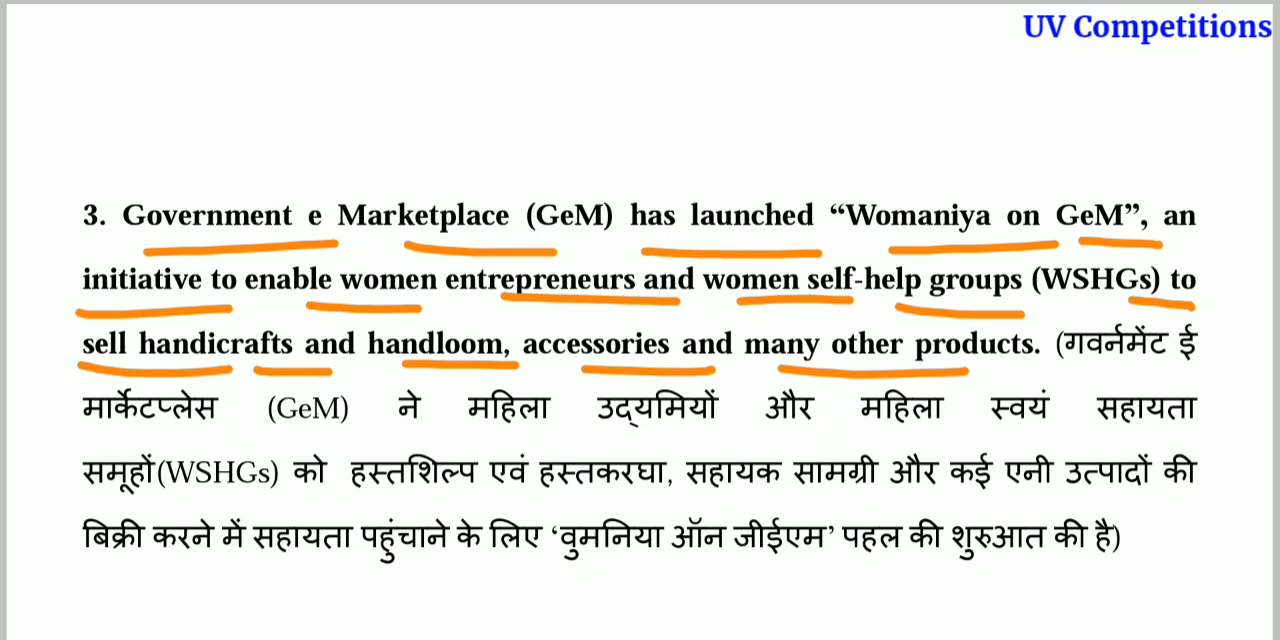 UV Competitions
3. Government e Marketplace (GeM) has launched “Womaniya on GeM”, an
initiative to enable women entrepreneurs and women self-help groups (WSHGs) to
sell handicrafts and handloom, accessories and many other products. (गवर्नमेंट ई
मार्केटप्लेस (GeM) ने महिला उद्यमियों और महिला स्वयं सहायता
समूहों(WSHGs) को हस्तशिल्प एवं हस्तकरघा, सहायक सामग्री और कई एनी उत्पादों की
बिक्री करने में सहायता पहुंचाने के लिए ‘वुमनिया ऑन जीईएम’ पहल की शुरुआत की है)